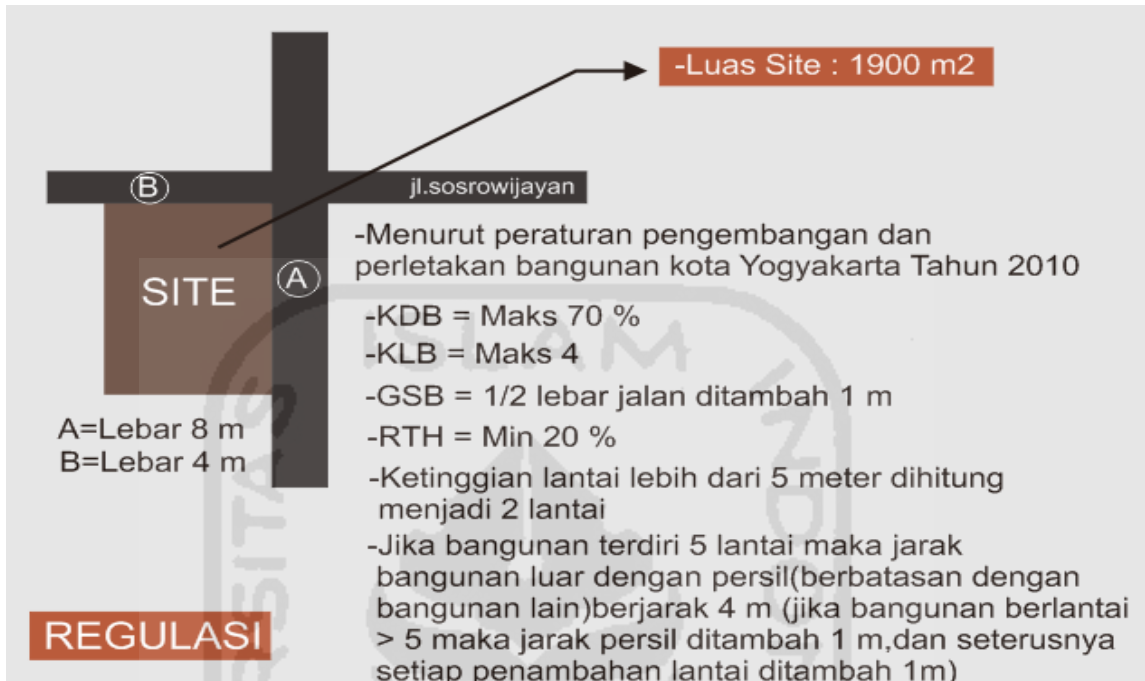 -Luas Site : 1900 m2
B
jl.sosrowijayan
-Menurut peraturan pengembangan dan
perletakan bangunan kota Yogyakarta Tahun 2010
SITE
A
-KDB = Maks 70 %
-KLB = Maks 4
-GSB = 1/2 lebar jalan ditambah 1 m
A=Lebar 8 m
B=Lebar 4 m
-RTH = Min 20 %
-Ketinggian lantai lebih dari 5 meter dihitung
menjadi 2 lantai
-Jika bangunan terdiri 5 lantai maka jarak
bangunan luar dengan persil(berbatasan dengan
bangunan lain)berjarak 4 m (jika bangunan berlantai
> 5 maka jarak persil ditambah 1 m,dan seterusnya
setiap penambahan lantai ditambah 1m)
REGULASI
ISLAM